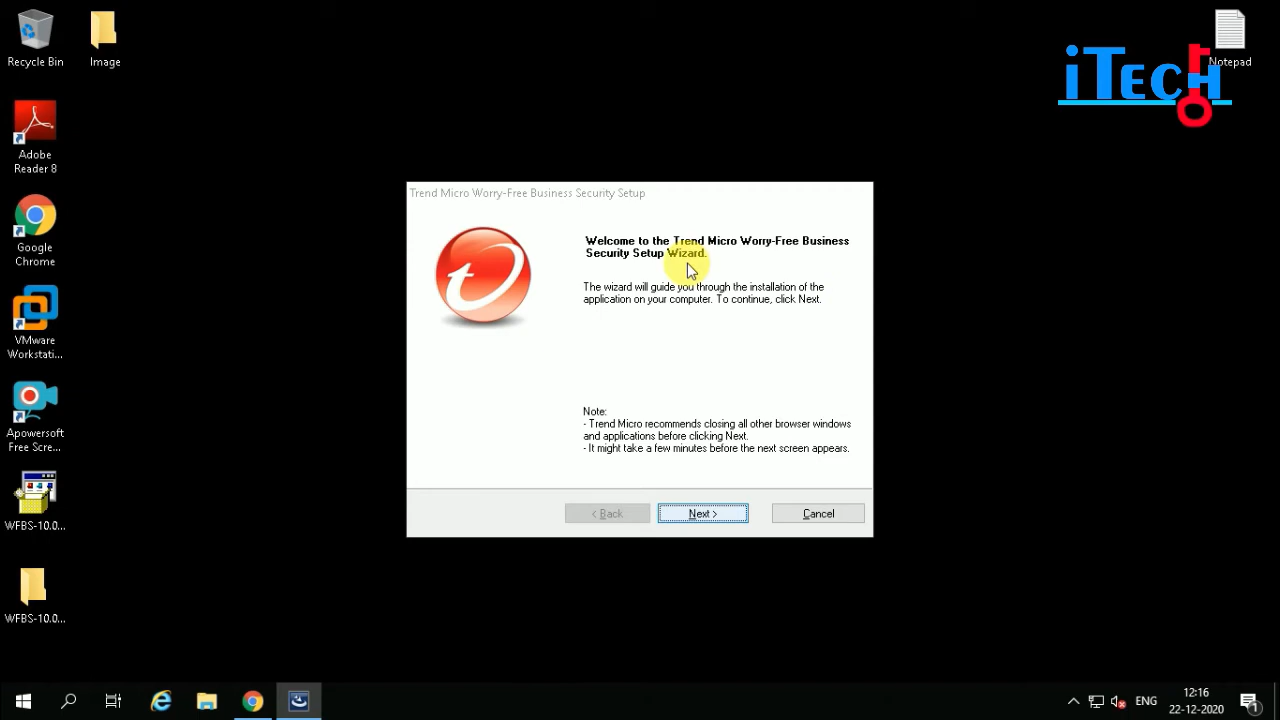 Recycle Bin
Image
Notepad
iTECH
Adobe
Reader 8
Google
Chrome
VMware
Workstati...
Apowersoft
Free Scre...
WFBS-10.0...
WFBS-10.0...
Trend Micro Worry-Free Business Security Setup
Welcome to the Trend Micro Worry-Free Business
Security Setup Wizard.
The wizard will guide you through the installation of the
application on your computer. To continue, click Next.
Note:
- Trend Micro recommends closing all other browser windows
and applications before clicking Next.
- It might take a few minutes before the next screen appears.
< Back
Next >
Cancel
ENG
12:16
22-12-2020
1